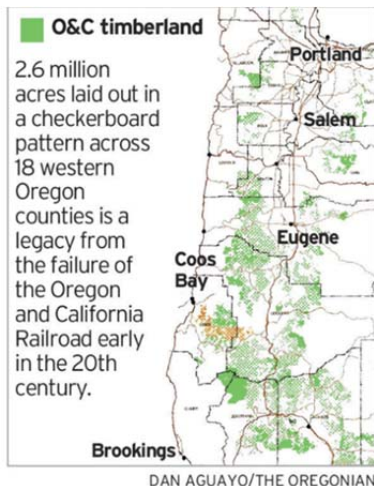 O&C timberland
2.6 million
acres laid out in
a checkerboard
pattern across
18 western
Oregon
counties is a
legacy from
the failure of
the Oregon
and California
Railroad early
in the 20th
century.
Portland
Salem
Eugene
Coos
Bay
Brookings
DAN AGUAYO/THE OREGONIAN